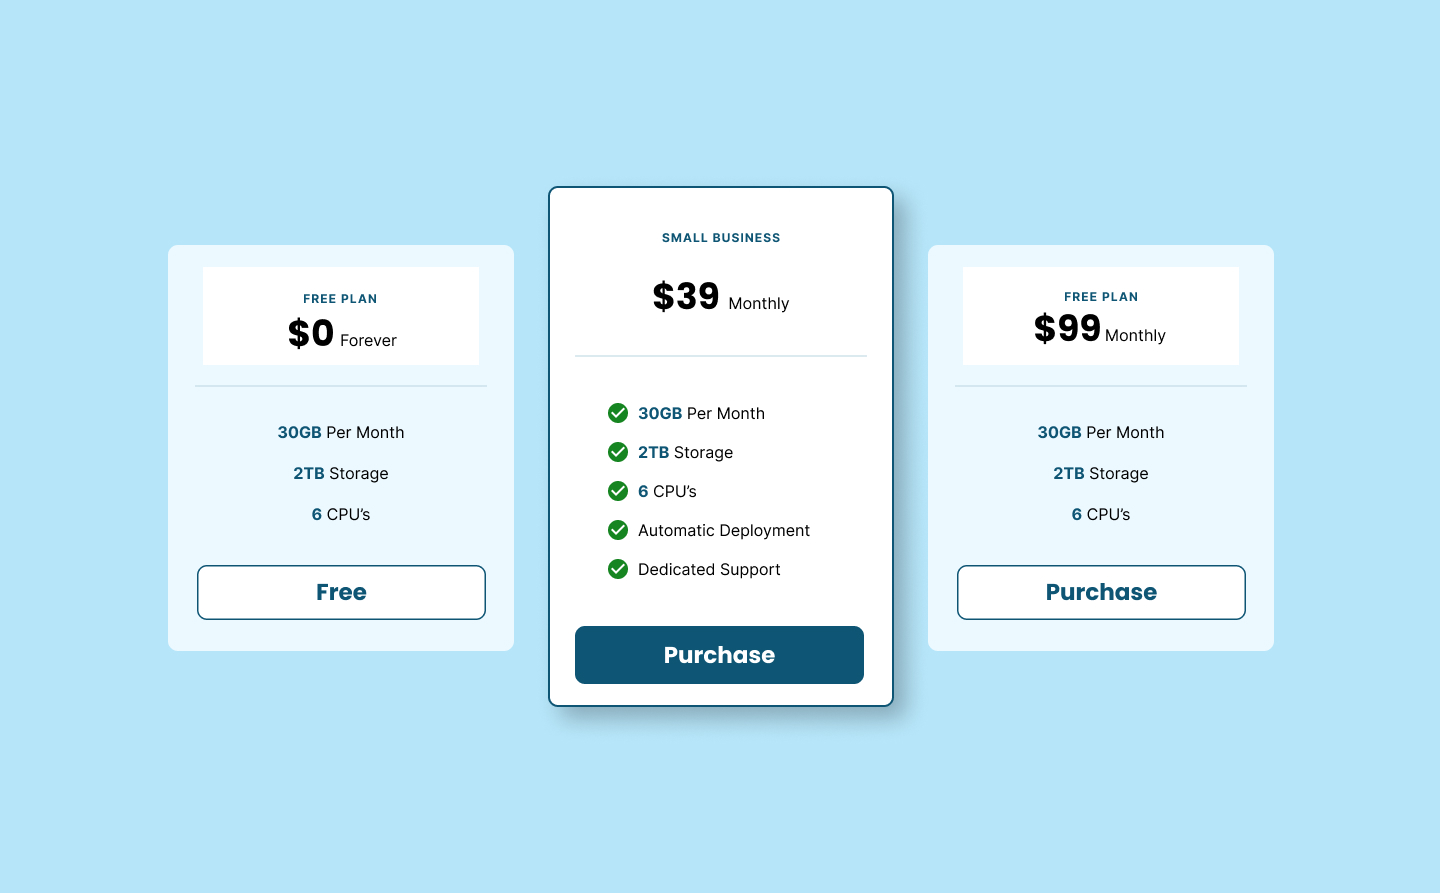 FREE PLAN
$0 Forever
30GB Per Month
2TB Storage
6 CPU’s
Free
SMALL BUSINESS
$39 Monthly
30GB Per Month
2TB Storage
6 CPU’s
Automatic Deployment
Dedicated Support
Purchase
FREE PLAN
$99 Monthly
30GB Per Month
2TB Storage
6 CPU’s
Purchase